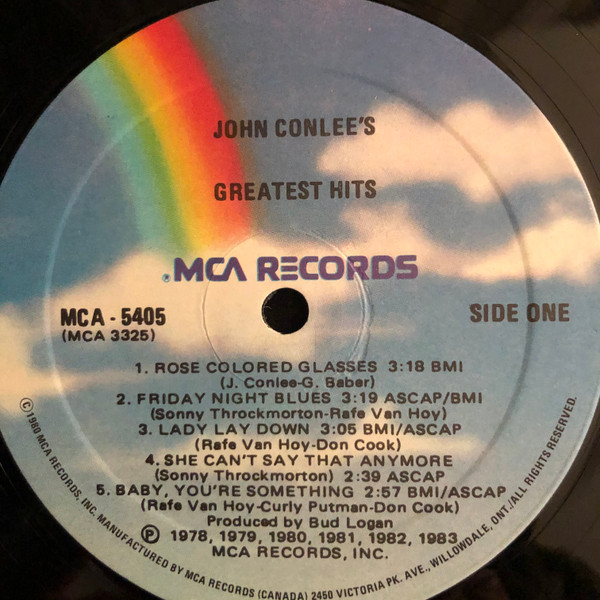 JOHN CONLEE'S
GREATEST HITS
®MCA RECORDS
MCA - 5405
(MCA 3325)
SIDE ONE
1. ROSE COLORED GLASSES 3:18 BMI
(J. Conlee-G. Baber)
2. FRIDAY NIGHT BLUES 3:19 ASCAP/BMI
(Sonny Throckmorton-Rafe Van Hoy)
3. LADY LAY DOWN 3:05 BMI/ASCAP
(Rafe Van Hoy-Don Cook)
4. SHE CAN'T SAY THAT ANYMORE
(Sonny Throckmorton) 2:39 ASCAP
5. BABY, YOU'RE SOMETHING 2:57 BMI/ASCAP
(Rafe Van Hoy-Curly Putman-Don Cook)
Produced by Bud Logan
℗ 1978, 1979, 1980, 1981, 1982, 1983
MCA RECORDS, INC.
© 1980 MCA RECORDS, INC. MANUFACTURED BY MCA RECORDS (CANADA) 2450 VICTORIA PK. AVE., WILLOWDALE, ONT./ALL RIGHTS RESERVED.